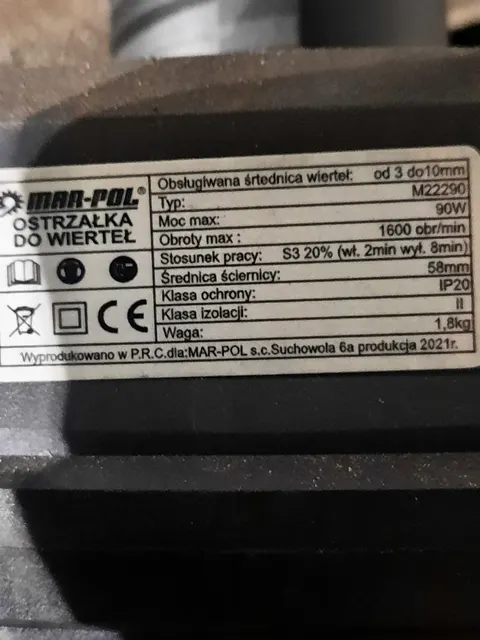 MAR-POL®
OSTRZAŁKA
DO WIERTEŁ
Obsługiwana śrtednica wierteł: od 3 do10mm
Typ: M22290
Moc max: 90W
Obroty max : 1600 obr/min
Stosunek pracy: S3 20% (wł. 2min wył. 8min)
Średnica ściernicy: 58mm
Klasa ochrony: IP20
Klasa izolacji: II
Waga: 1,8kg
CE
Wyprodukowano w P.R.C.dla:MAR-POL s.c.Suchowola 6a produkcja 2021r.